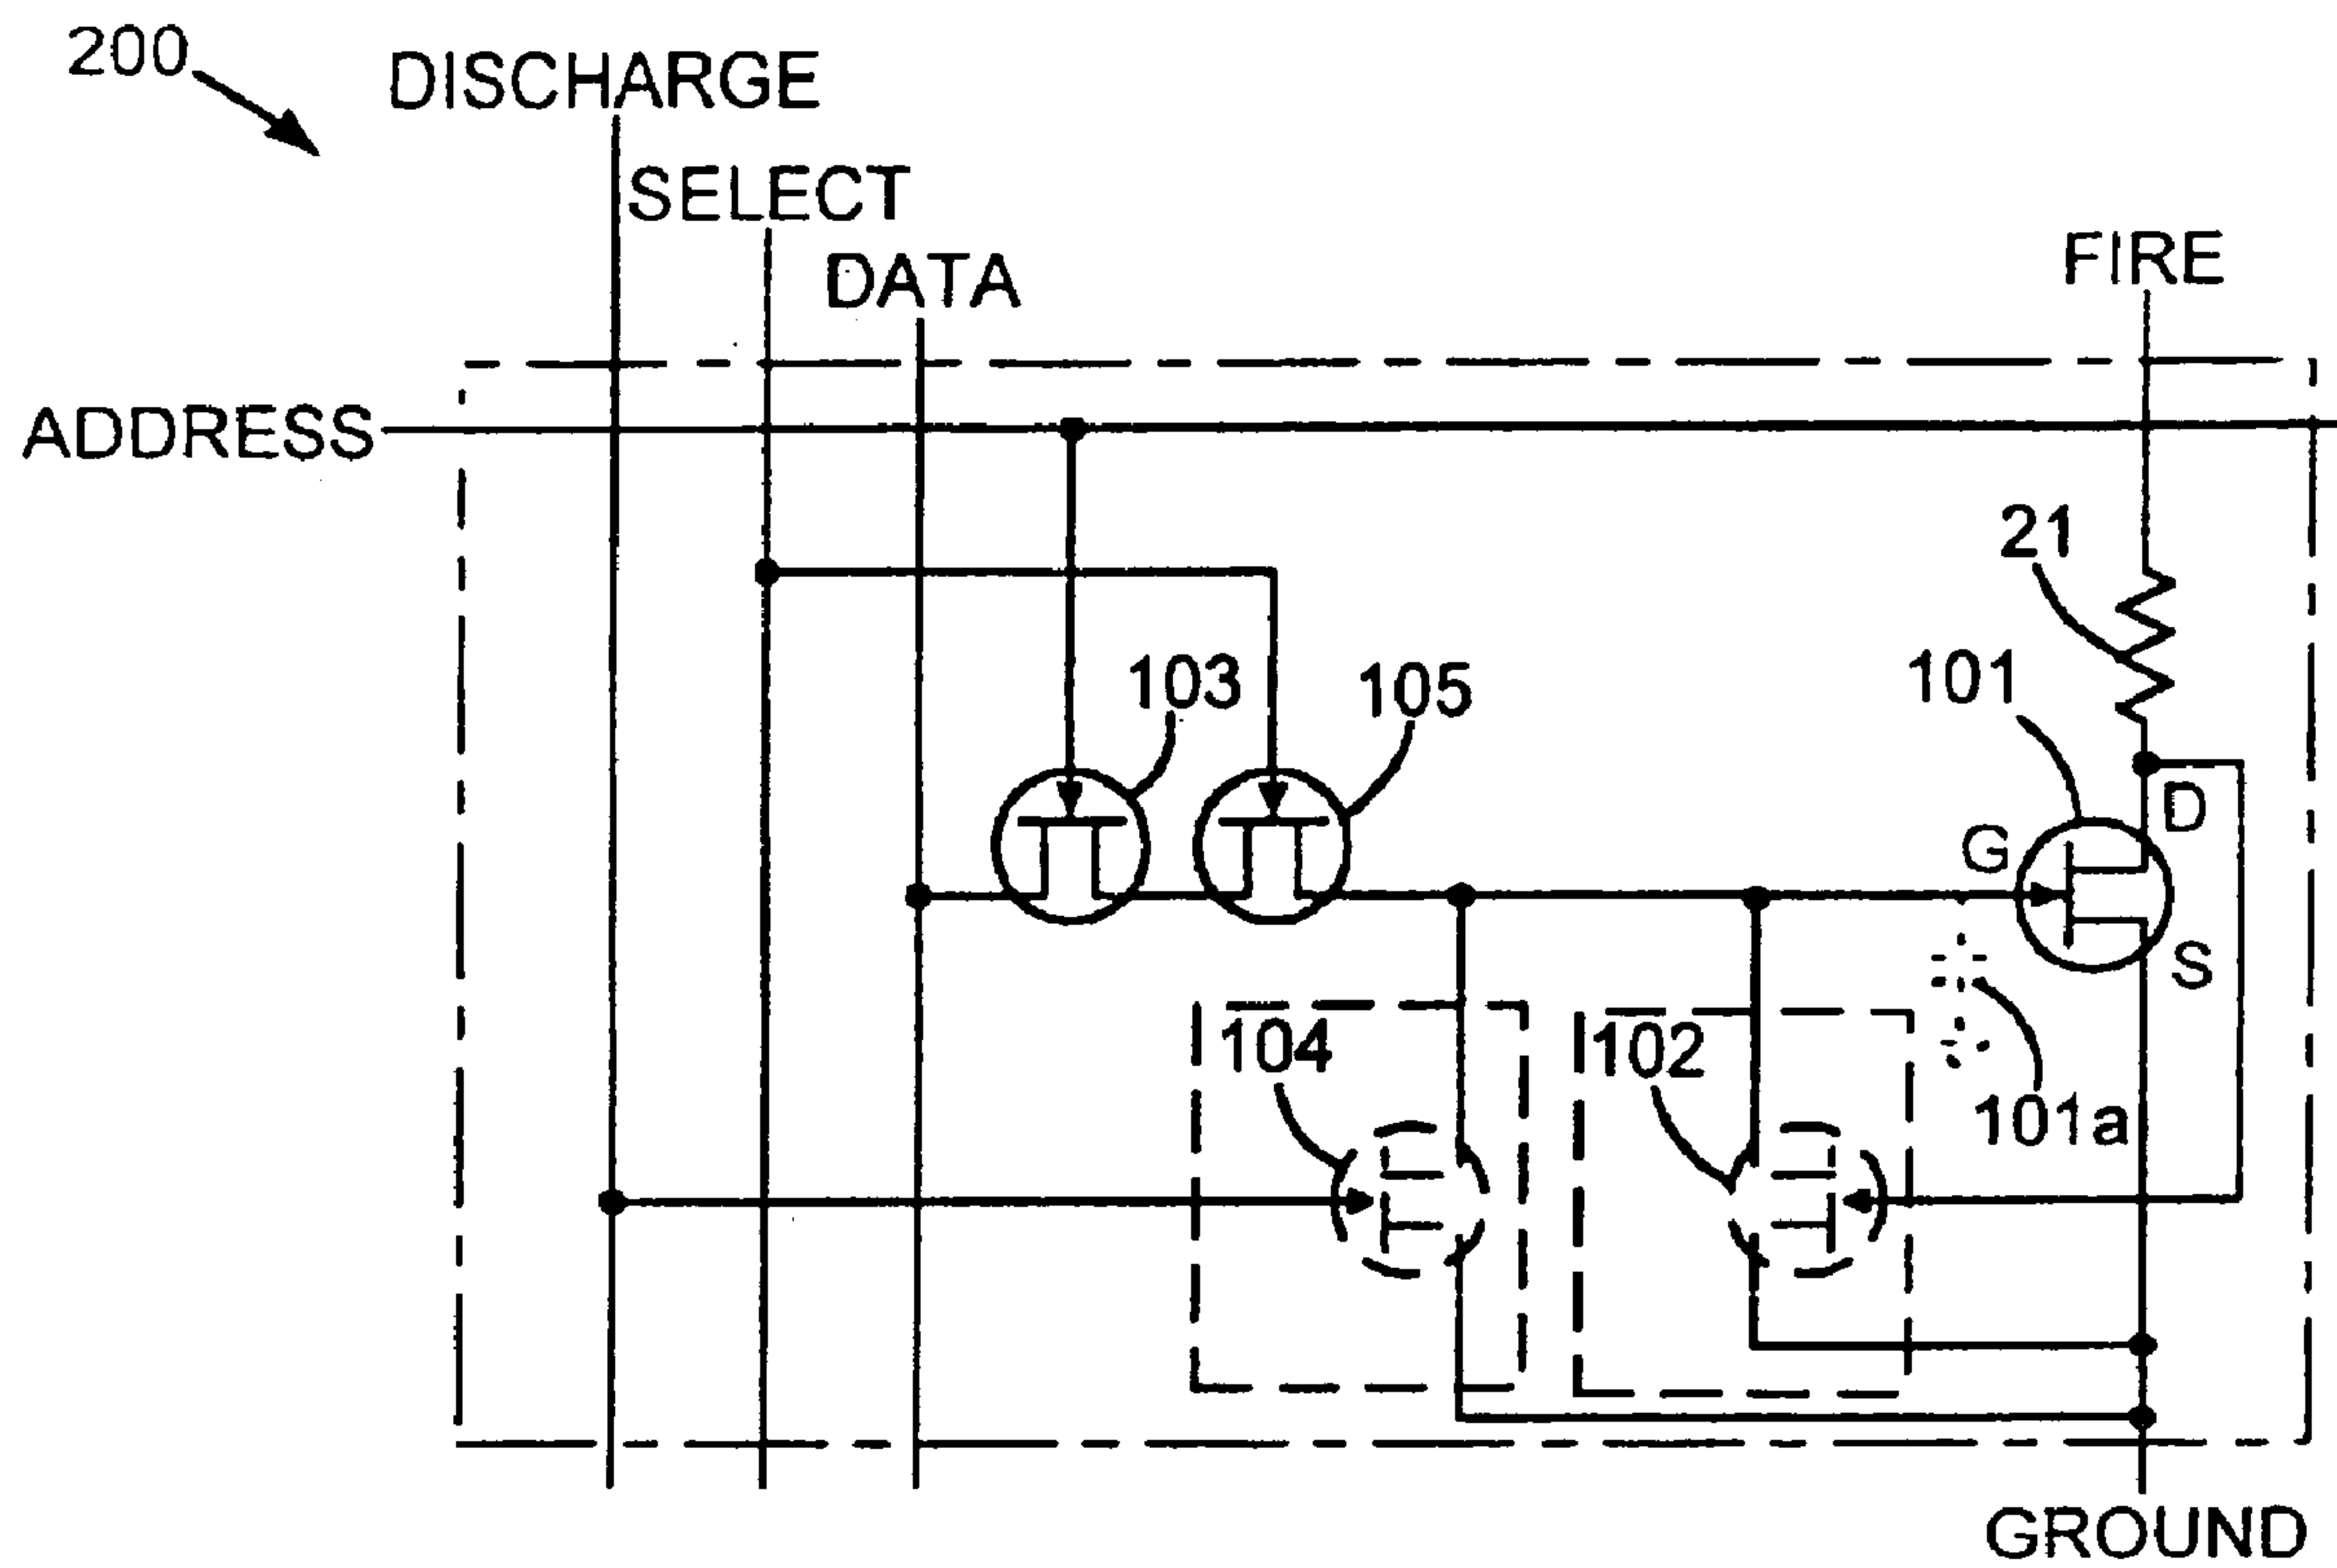 200
DISCHARGE
SELECT
DATA
FIRE
ADDRESS
21
103
105
101
D
G
S
104
102
101a
GROUND